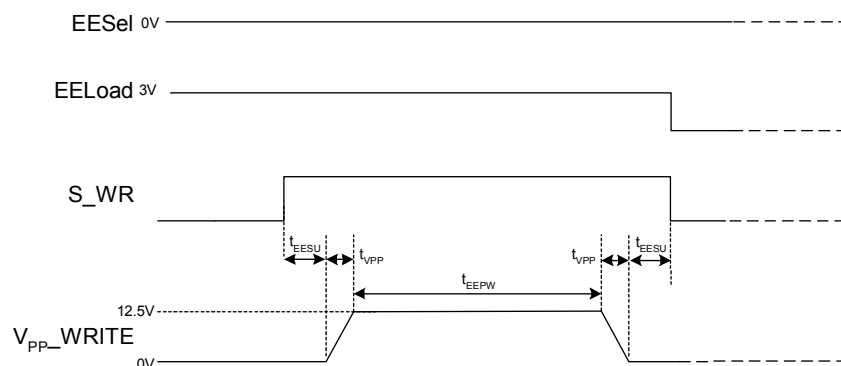 EESel 0V
EELoad 3V
S_WR
tEESU tVPP tVPP tEESU
tEEPW
12.5V
VPP_WRITE
0V